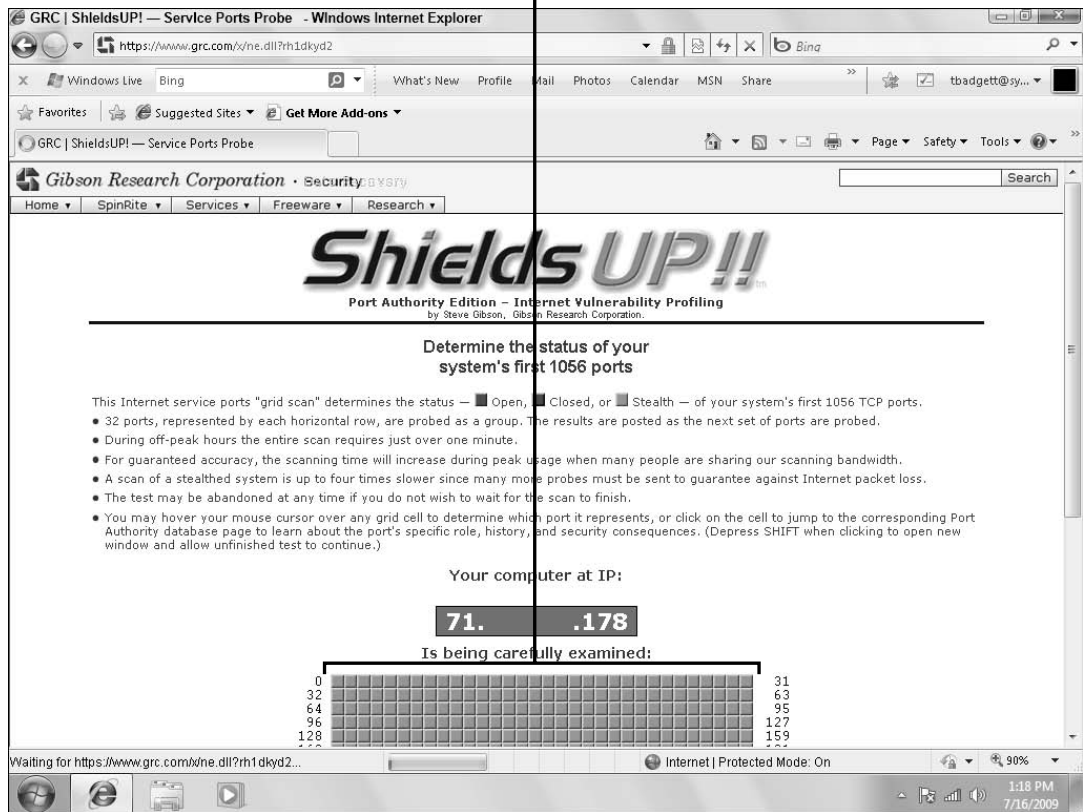 GRC | ShieldsUP! — Service Ports Probe - Windows Internet Explorer
https://www.grc.com/x/ne.dll?rh1dkyd2
Bing
Windows Live Bing What's New Profile Mail Photos Calendar MSN Share » tbadgett@sy...
Favorites Suggested Sites Get More Add-ons
GRC | ShieldsUP! — Service Ports Probe Page Safety Tools »
Gibson Research Corporation · Security
Search
Home SpinRite Services Freeware Research
ShieldsUP!!
tm
Port Authority Edition – Internet Vulnerability Profiling
by Steve Gibson, Gibson Research Corporation.
Determine the status of your
system's first 1056 ports
This Internet service ports "grid scan" determines the status — Open, Closed, or Stealth — of your system's first 1056 TCP ports.
• 32 ports, represented by each horizontal row, are probed as a group. The results are posted as the next set of ports are probed.
• During off-peak hours the entire scan requires just over one minute.
• For guaranteed accuracy, the scanning time will increase during peak usage when many people are sharing our scanning bandwidth.
• A scan of a stealthed system is up to four times slower since many more probes must be sent to guarantee against Internet packet loss.
• The test may be abandoned at any time if you do not wish to wait for the scan to finish.
• You may hover your mouse cursor over any grid cell to determine which port it represents, or click on the cell to jump to the corresponding Port
Authority database page to learn about the port's specific role, history, and security consequences. (Depress SHIFT when clicking to open new
window and allow unfinished test to continue.)
Your computer at IP:
71. .178
Is being carefully examined:
0 31
32 63
64 95
96 127
128 159
Waiting for https://www.grc.com/x/ne.dll?rh1dkyd2... Internet | Protected Mode: On 90%
1:18 PM
7/16/2009